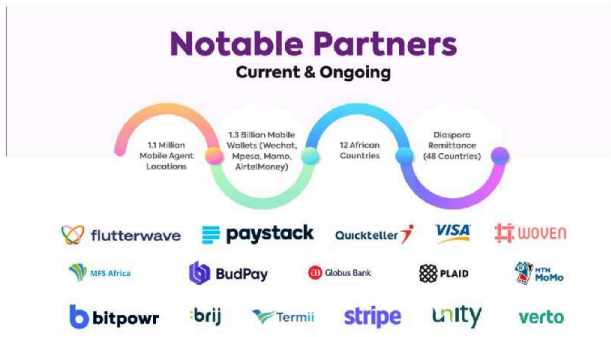 Notable Partners
Current & Ongoing
1.1 Million
Mobile Agent
Locations
1.3 Billion Mobile
Wallets (Wechat,
Mpesa, Momo,
AirtelMoney)
12 African
Countries
Diaspora
Remittance
(48 Countries)
flutterwave
paystack
Quickteller
VISA
WOVEN
MFS Africa
BudPay
Globus Bank
PLAID
MTN
MoMo
bitpowr
brij
Termii
stripe
unity
verto